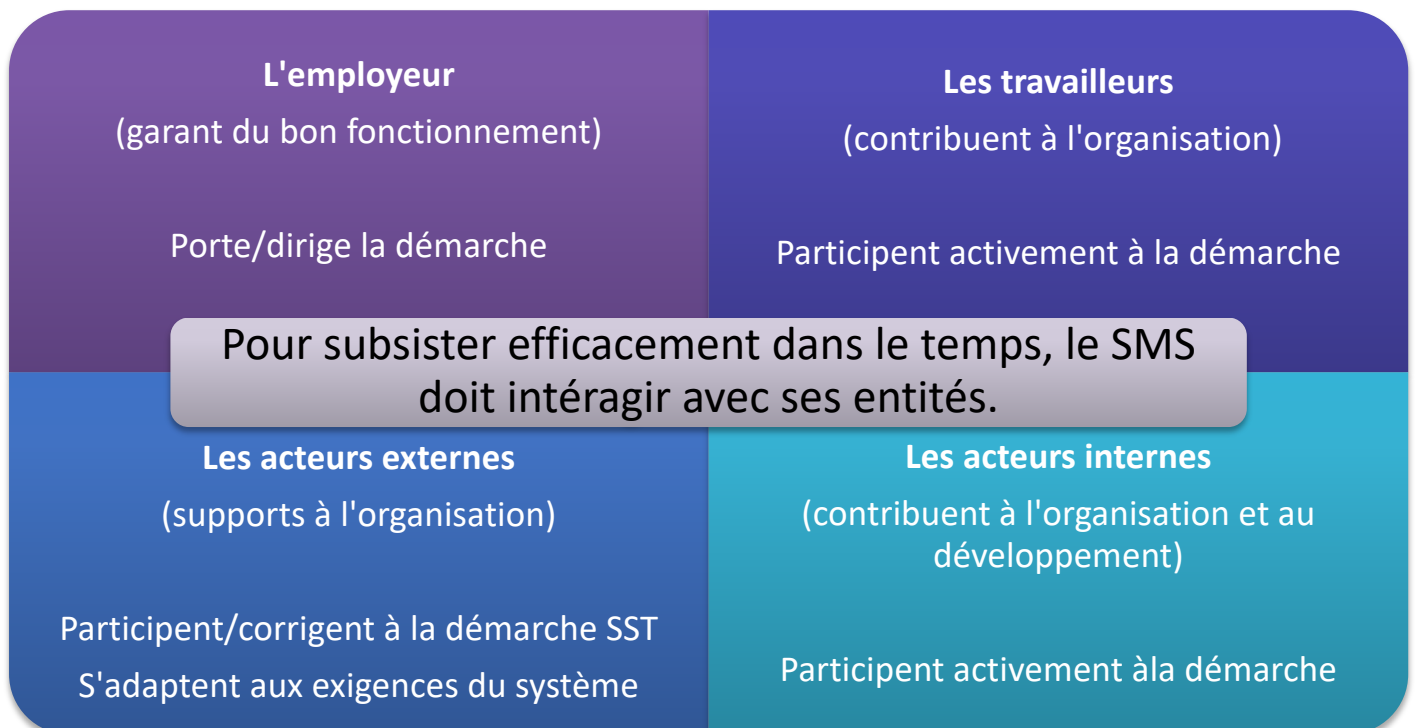 L'employeur
(garant du bon fonctionnement)
Porte/dirige la démarche
Les travailleurs
(contribuent à l'organisation)
Participent activement à la démarche
Pour subsister efficacement dans le temps, le SMS
doit intéragir avec ses entités.
Les acteurs externes
(supports à l'organisation)
Participent/corrigent à la démarche SST
S'adaptent aux exigences du système
Les acteurs internes
(contribuent à l'organisation et au
développement)
Participent activement àla démarche